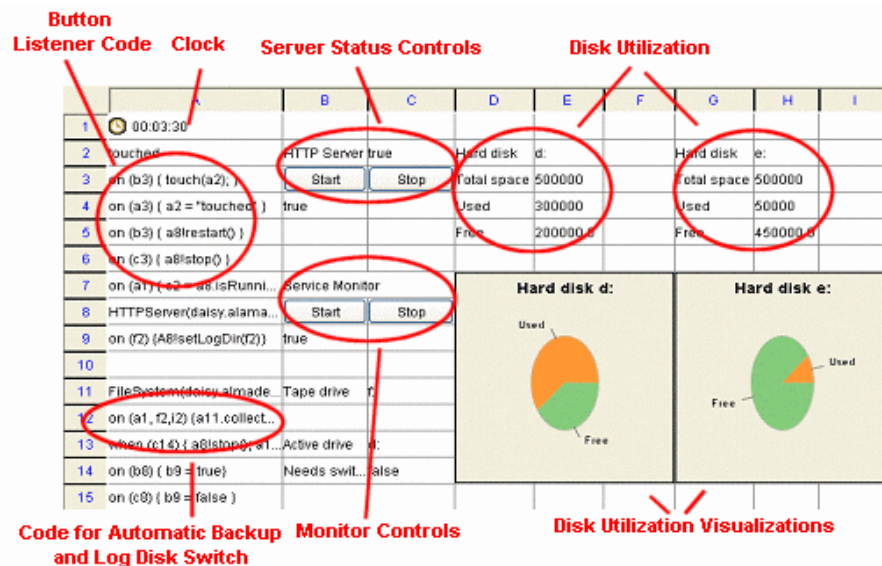 Button
Listener Code
Clock
Server Status Controls
Disk Utilization
A B C D E F G H I
1 00:03:30
2 touched HTTP Server true Hard disk d: Hard disk e:
3 on (b3) { touch(a2); } Start Stop Total space 500000 Total space 500000
4 on (a3) { a2 = "touched" } true Used 300000 Used 50000
5 on (b3) { a8!restart() } Free 200000.0 Free 450000.0
6 on (c3) { a8!stop() }
7 on (a1) { c2 = a8.isRunni... Service Monitor
8 HTTPServer(daisy.alama... Start Stop
9 on (f2) {A8!setLogDir(f2)} true
10
11 FileSystem(daisy.almade... Tape drive f:
12 on (a1, f2,i2) {a11.collect...
13 when (c14) { a8!stop(); a1... Active drive d:
14 on (b8) { b9 = true} Needs swit... false
15 on (c8) { b9 = false }
Hard disk d:
Used
Free
Hard disk e:
Used
Free
Code for Automatic Backup
and Log Disk Switch
Monitor Controls
Disk Utilization Visualizations